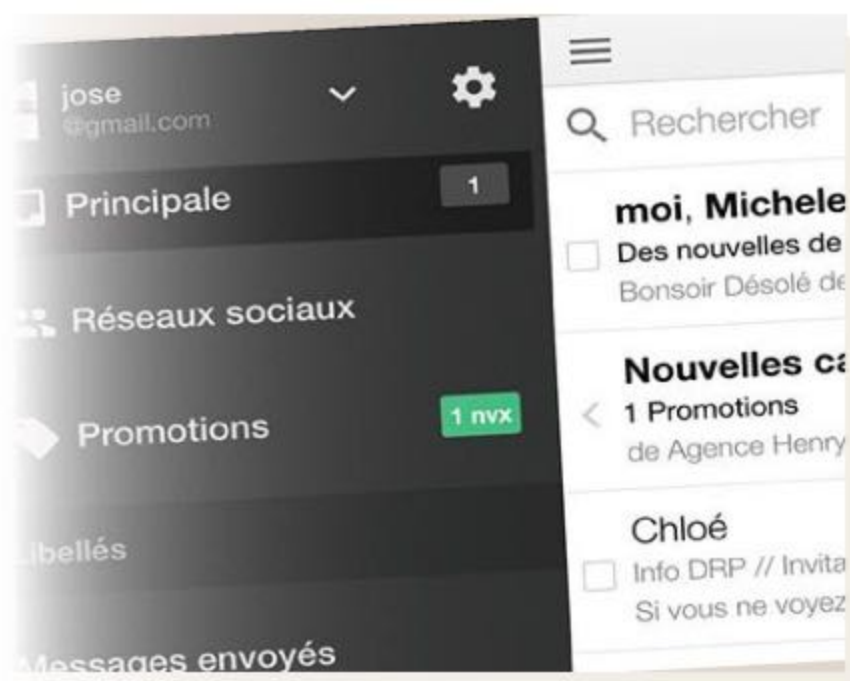 jose
@gmail.com
Principale
1
Réseaux sociaux
Promotions
1 nvx
Libellés
Messages envoyés
Rechercher
moi, Michele
Des nouvelles de
Bonsoir Désolé de
Nouvelles ca
1 Promotions
de Agence Henry
Chloé
Info DRP // Invita
Si vous ne voyez